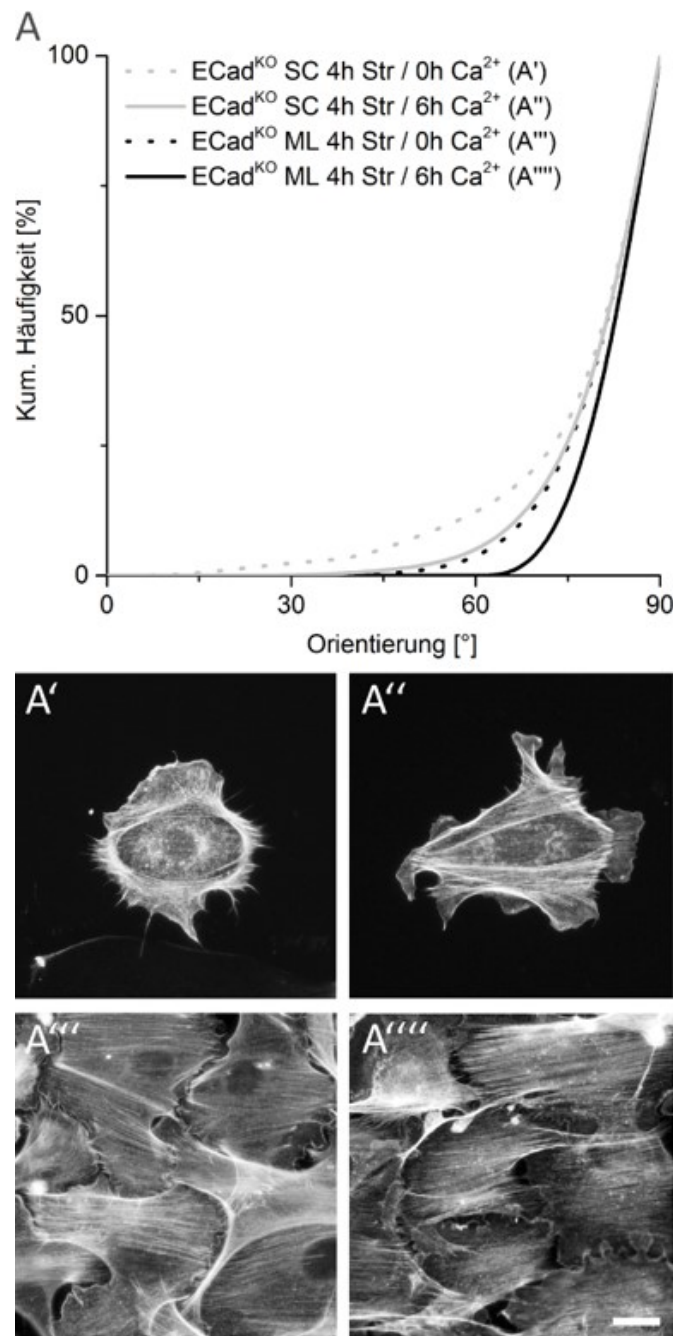 A
100
ECad^KO SC 4h Str / 0h Ca²⁺ (A')
ECad^KO SC 4h Str / 6h Ca²⁺ (A'')
ECad^KO ML 4h Str / 0h Ca²⁺ (A''')
ECad^KO ML 4h Str / 6h Ca²⁺ (A'''')
Kum. Häufigkeit [%]
50
0
0 30 60 90
Orientierung [°]
A‘ A‘‘
A‘‘‘ A‘‘‘‘